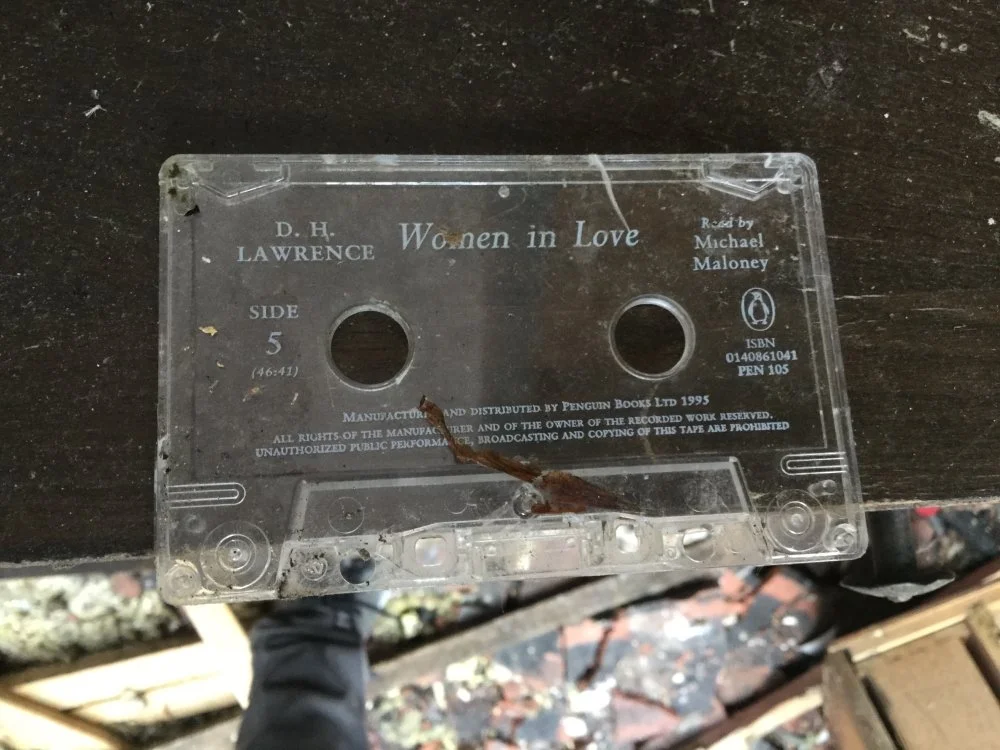 D. H.
LAWRENCE
Women in Love
Read by
Michael
Maloney
SIDE
5
(46:41)
ISBN
0140861041
PEN 105
MANUFACTURE AND DISTRIBUTED BY PENGUIN BOOKS LTD 1995
ALL RIGHTS OF THE MANUFACTURER AND OF THE OWNER OF THE RECORDED WORK RESERVED.
UNAUTHORIZED PUBLIC PERFORMANCE, BROADCASTING AND COPYING OF THIS TAPE ARE PROHIBITED